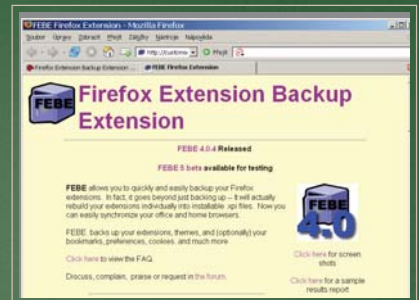 FEBE Firefox Extension - Mozilla Firefox
Soubor Úpravy Zobrazit Přejít Záložky Nástroje Nápověda
http://customs Přejít
Firefox Extension Backup Extension ... FEBE Firefox Extension
FEBE
Firefox Extension Backup
Extension
FEBE 4.0.4 Released
FEBE 5 beta available for testing
FEBE allows you to quickly and easily backup your Firefox
extensions. In fact, it goes beyond just backing up -- It will actually
rebuild your extensions individually into installable .xpi files. Now you
can easily synchronize your office and home browsers.
FEBE backs up your extensions, themes, and (optionally) your
bookmarks, preferences, cookies, and much more
Click here to view the FAQ.
Discuss, complain, praise or request in the forum.
FEBE
4.0
Click here for screen
shots
Click here for a sample
results report